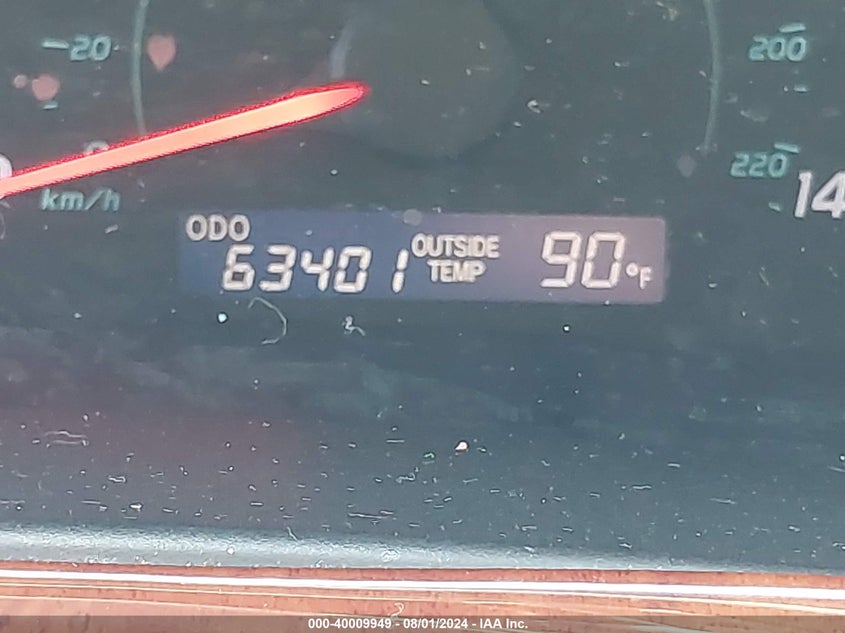 20
200
220
14
km/h
ODO
63401
OUTSIDE
TEMP
90°F
000-40009949 - 08/01/2024 - IAA Inc.